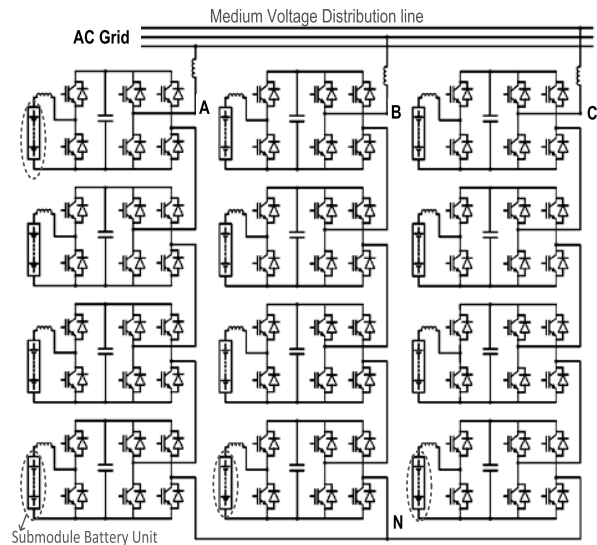 Medium Voltage Distribution line
AC Grid
A
B
C
N
Submodule Battery Unit